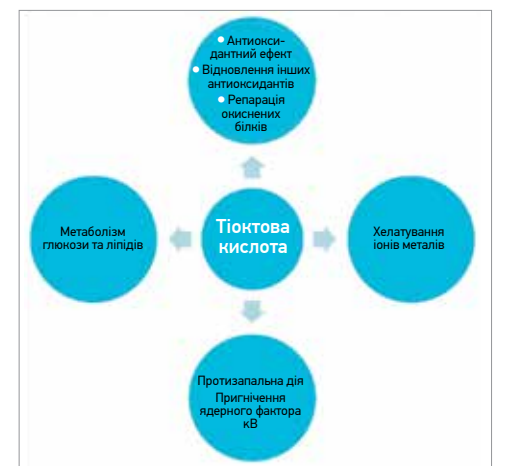 • Антиокси-
дантний ефект
• Відновлення інших
антиоксидантів
• Репарація
окиснених
білків
Метаболізм
глюкози та ліпідів
Тіоктова
кислота
Хелатування
іонів металів
Протизапальна дія
Пригнічення
ядерного фактора
кВ